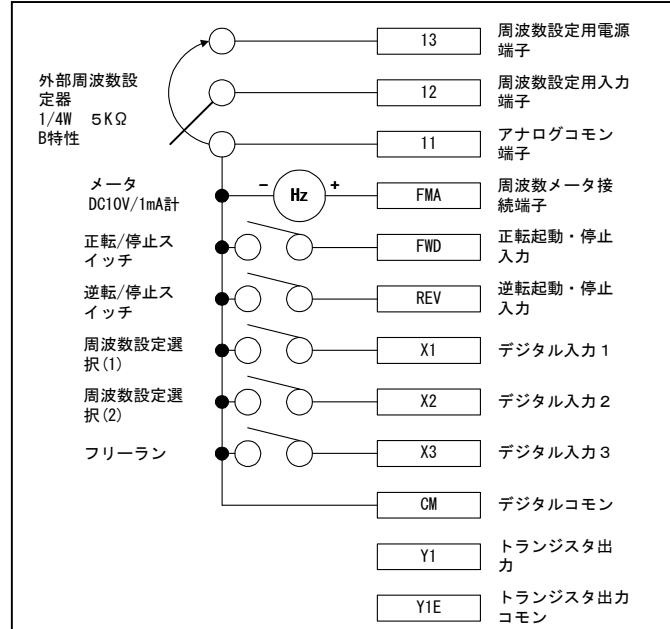 13
周波数設定用電源
端子
外部周波数設
定器
1/4W　５KΩ
B特性
12
周波数設定用入力
端子
11
アナログコモン
端子
メータ
DC10V/1mA計
－ Hz ＋
FMA
周波数メータ接
続端子
正転/停止ス
イッチ
FWD
正転起動・停止
入力
逆転/停止ス
イッチ
REV
逆転起動・停止
入力
周波数設定選
択(1)
X1
デジタル入力１
周波数設定選
択(2)
X2
デジタル入力２
フリーラン
X3
デジタル入力３
CM
デジタルコモン
Y1
トランジスタ出
力
Y1E
トランジスタ出力
コモン